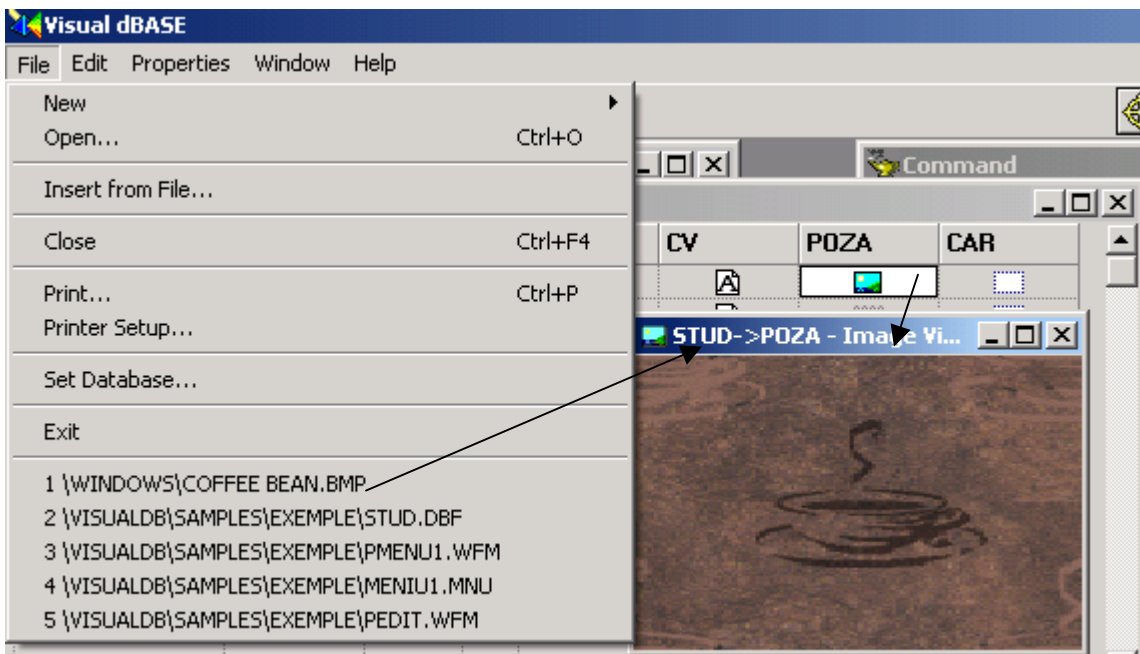 Visual dBASE
File Edit Properties Window Help
New
Open... Ctrl+O
Insert from File...
Close Ctrl+F4
Print... Ctrl+P
Printer Setup...
Set Database...
Exit
1 \WINDOWS\COFFEE BEAN.BMP
2 \VISUALDB\SAMPLES\EXEMPLE\STUD.DBF
3 \VISUALDB\SAMPLES\EXEMPLE\PMENU1.WFM
4 \VISUALDB\SAMPLES\EXEMPLE\MENIU1.MNU
5 \VISUALDB\SAMPLES\EXEMPLE\PEDIT.WFM
Command
CV POZA CAR
STUD->POZA - Image Vi...